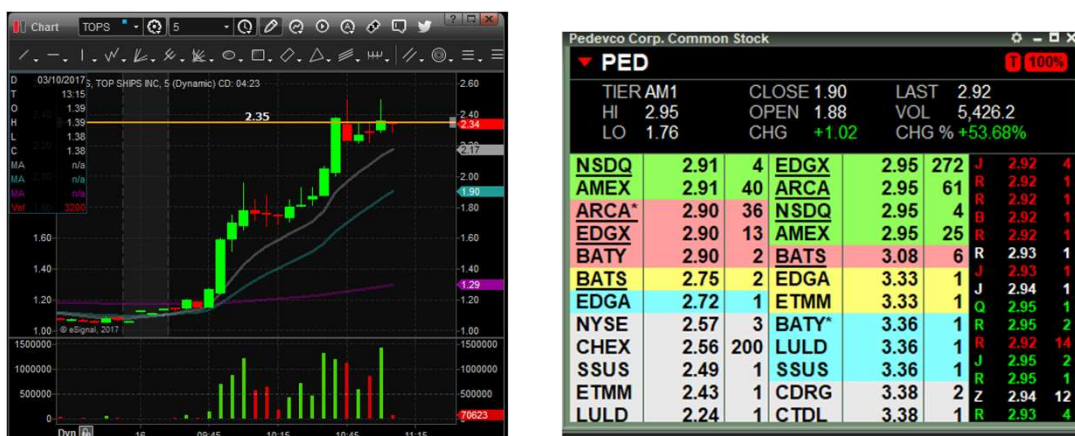 Chart TOPS 5
D 03/10/2017 S, TOP SHIPS INC, 5 (Dynamic) CD: 04:23
T 13:15
O 1.39
H 1.39
L 1.38
C 1.38
MA n/a
MA n/a
MA n/a
Vol 3200
2.35
2.60
2.34
2.17
2.00
1.90
1.80
1.60 1.60
1.40 1.40
1.29
1.20 1.20
1.00 1.00
© eSignal, 2017
1500000 1500000
1000000 1000000
500000 500000
0 70623
Dyn 16 09:45 10:15 10:45 11:15
Pedevco Corp. Common Stock
PED T 100%
TIER AM1 CLOSE 1.90 LAST 2.92
HI 2.95 OPEN 1.88 VOL 5,426.2
LO 1.76 CHG +1.02 CHG % +53.68%
NSDQ 2.91 4 EDGX 2.95 272
AMEX 2.91 40 ARCA 2.95 61
ARCA* 2.90 36 NSDQ 2.95 4
EDGX 2.90 13 AMEX 2.95 25
BATY 2.90 2 BATS 3.08 6
BATS 2.75 2 EDGA 3.33 1
EDGA 2.72 1 ETMM 3.33 1
NYSE 2.57 3 BATY* 3.36 1
CHEX 2.56 200 LULD 3.36 1
SSUS 2.49 1 SSUS 3.36 1
ETMM 2.43 1 CDRG 3.38 2
LULD 2.24 1 CTDL 3.38 1
J 2.92 4
R 2.92 1
R 2.92 1
B 2.92 1
R 2.92 1
R 2.93 1
J 2.93 1
J 2.94 1
Q 2.95 1
R 2.95 2
R 2.92 14
J 2.95 2
R 2.95 1
Z 2.94 12
R 2.93 4